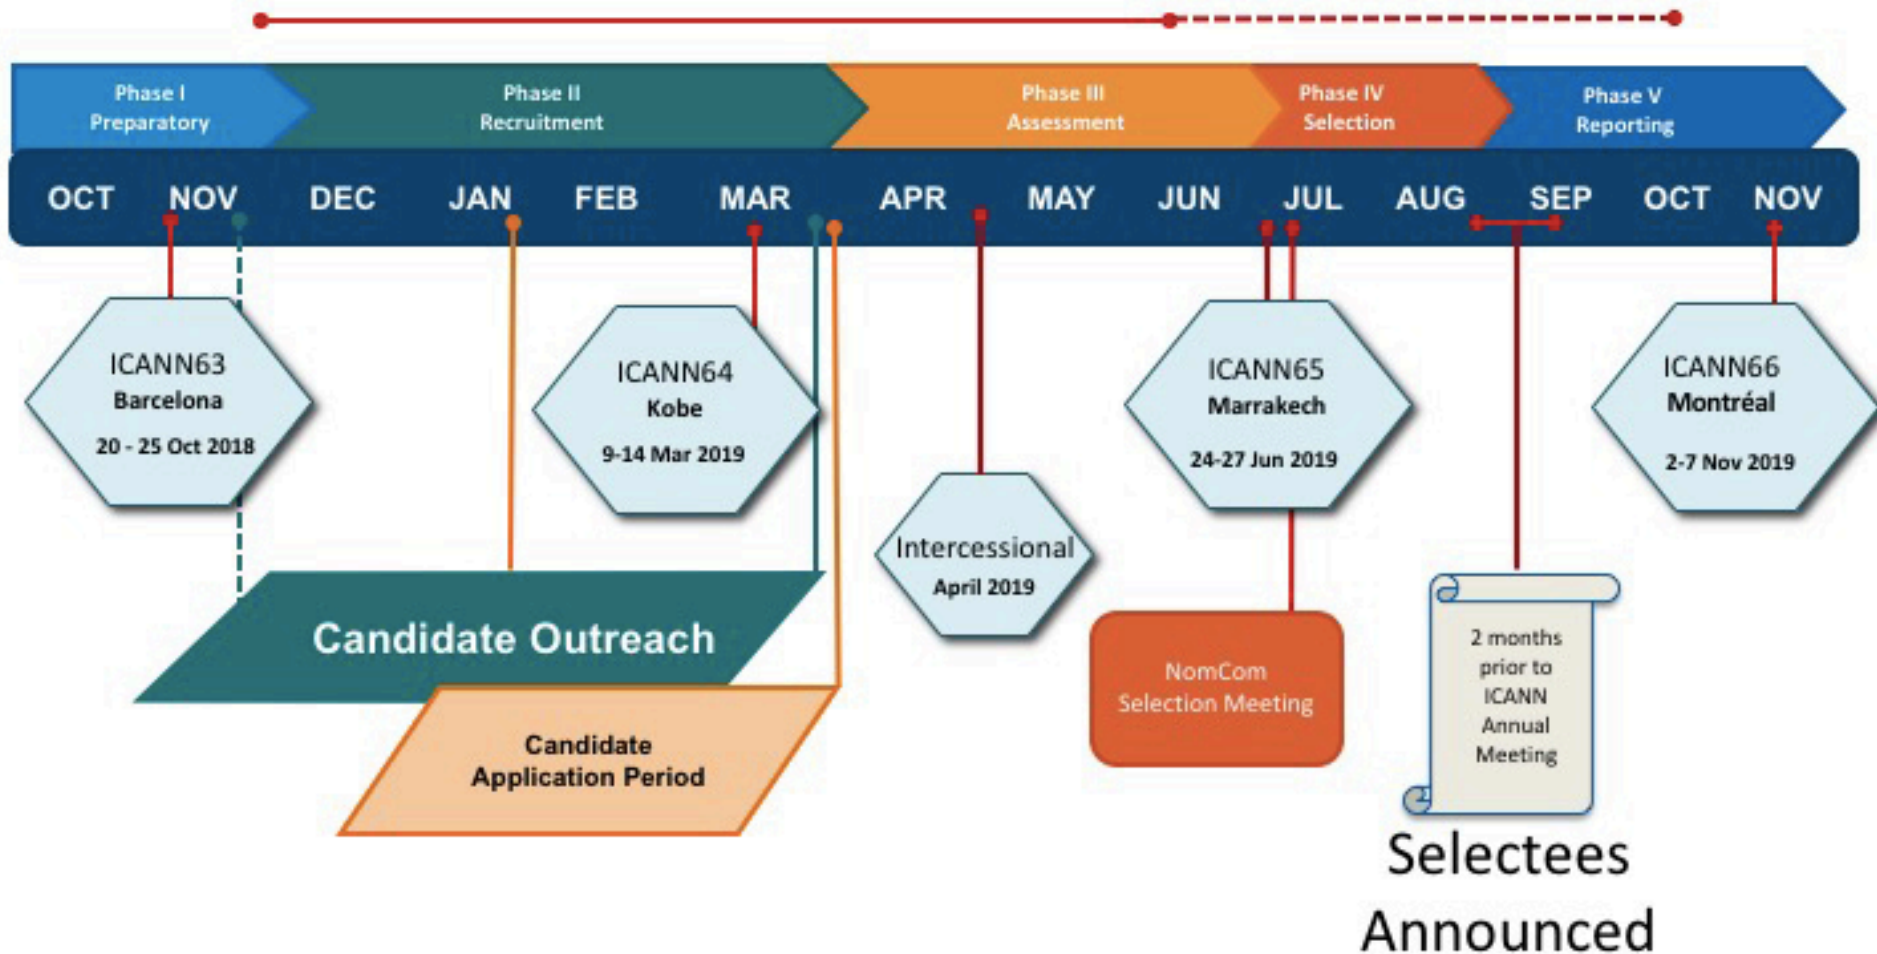 Phase I
Preparatory
Phase II
Recruitment
Phase III
Assessment
Phase IV
Selection
Phase V
Reporting
OCT NOV DEC JAN FEB MAR APR MAY JUN JUL AUG SEP OCT NOV
ICANN63
Barcelona
20 - 25 Oct 2018
ICANN64
Kobe
9-14 Mar 2019
Intercessional
April 2019
ICANN65
Marrakech
24-27 Jun 2019
ICANN66
Montréal
2-7 Nov 2019
Candidate Outreach
Candidate
Application Period
NomCom
Selection Meeting
2 months
prior to
ICANN
Annual
Meeting
Selectees
Announced